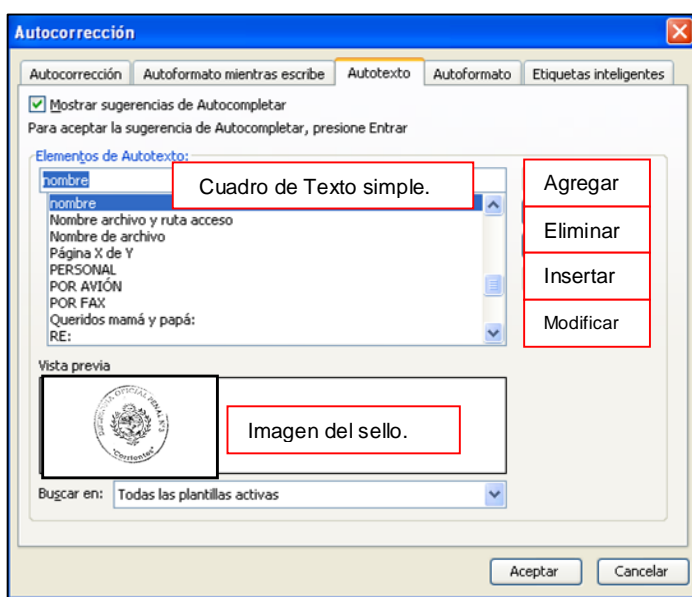 Autocorrección
Autocorrección Autoformato mientras escribe Autotexto Autoformato Etiquetas inteligentes
Mostrar sugerencias de Autocompletar
Para aceptar la sugerencia de Autocompletar, presione Entrar
Elementos de Autotexto:
nombre
Cuadro de Texto simple.
Agregar
nombre
Nombre archivo y ruta acceso
Nombre de archivo
Eliminar
Página X de Y
PERSONAL
Insertar
POR AVIÓN
POR FAX
Modificar
Queridos mamá y papá:
RE:
Vista previa
OFICIAL PENAL Nº3
"Corrientes"
Imagen del sello.
Buscar en: Todas las plantillas activas
Aceptar Cancelar